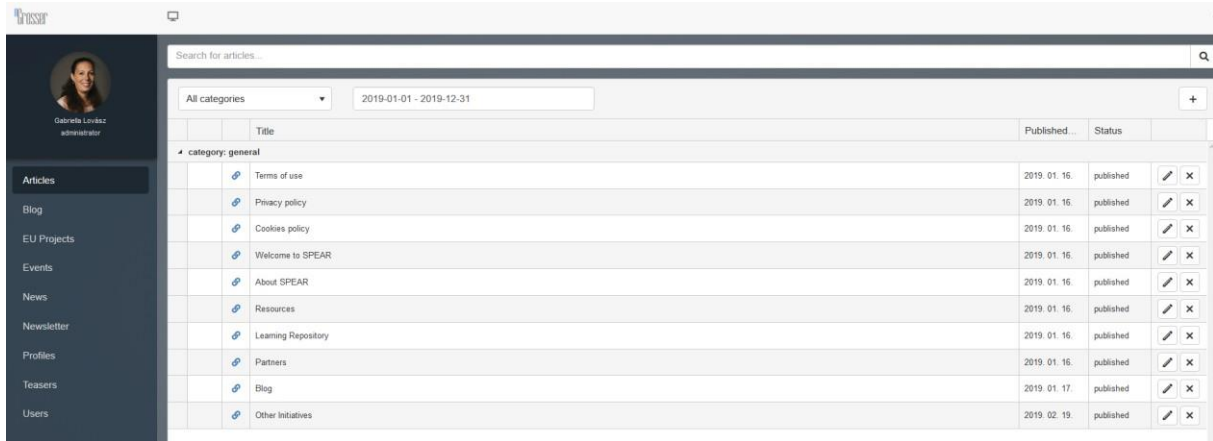 Grosser
Search for articles...
All categories
2019-01-01 - 2019-12-31
+
Gabriella Lovász
administrator
Title Published... Status
category: general
Articles
Blog
EU Projects
Events
News
Newsletter
Profiles
Teasers
Users
Terms of use 2019. 01. 16. published
Privacy policy 2019. 01. 16. published
Cookies policy 2019. 01. 16. published
Welcome to SPEAR 2019. 01. 16. published
About SPEAR 2019. 01. 16. published
Resources 2019. 01. 16. published
Learning Repository 2019. 01. 16. published
Partners 2019. 01. 16. published
Blog 2019. 01. 17. published
Other Initiatives 2019. 02. 19. published